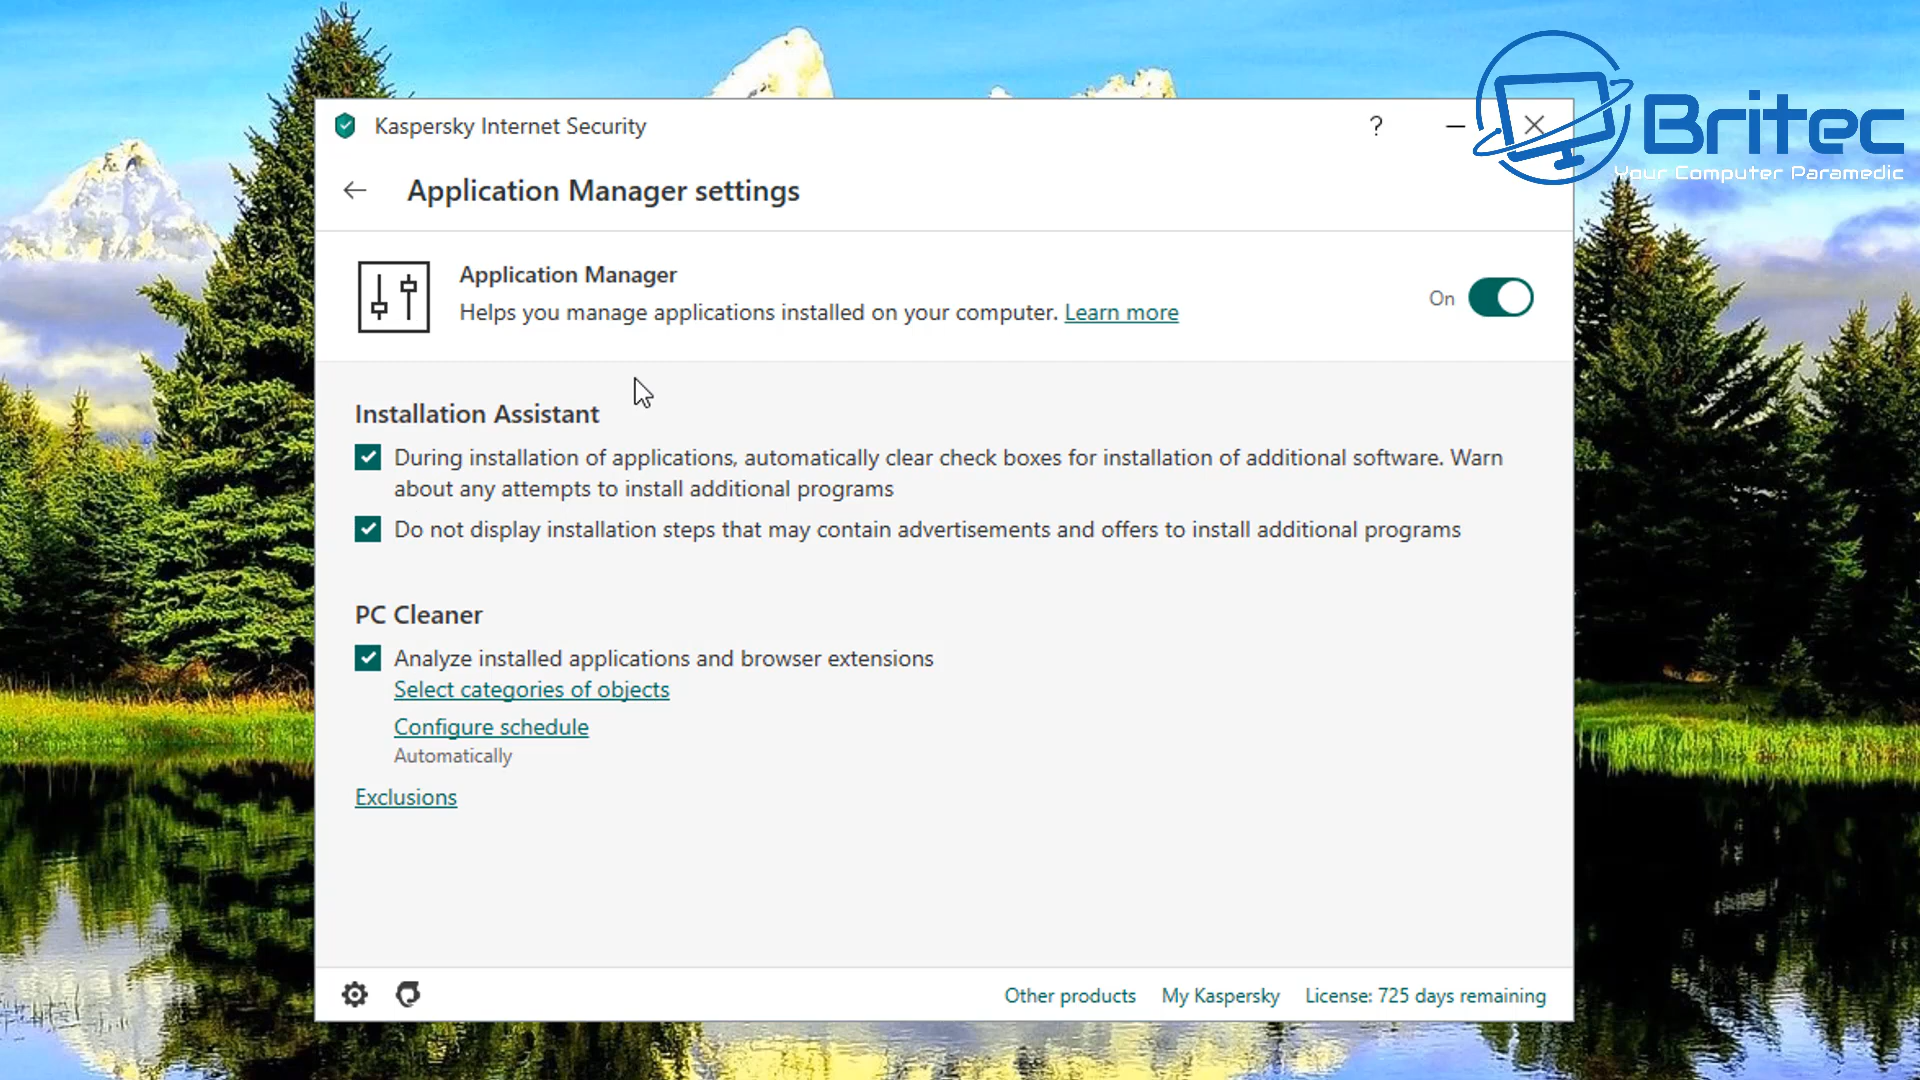 Britec
Your Computer Paramedic
Kaspersky Internet Security
?
Application Manager settings
Application Manager
Helps you manage applications installed on your computer. Learn more
On
Installation Assistant
During installation of applications, automatically clear check boxes for installation of additional software. Warn
about any attempts to install additional programs
Do not display installation steps that may contain advertisements and offers to install additional programs
PC Cleaner
Analyze installed applications and browser extensions
Select categories of objects
Configure schedule
Automatically
Exclusions
Other products My Kaspersky License: 725 days remaining